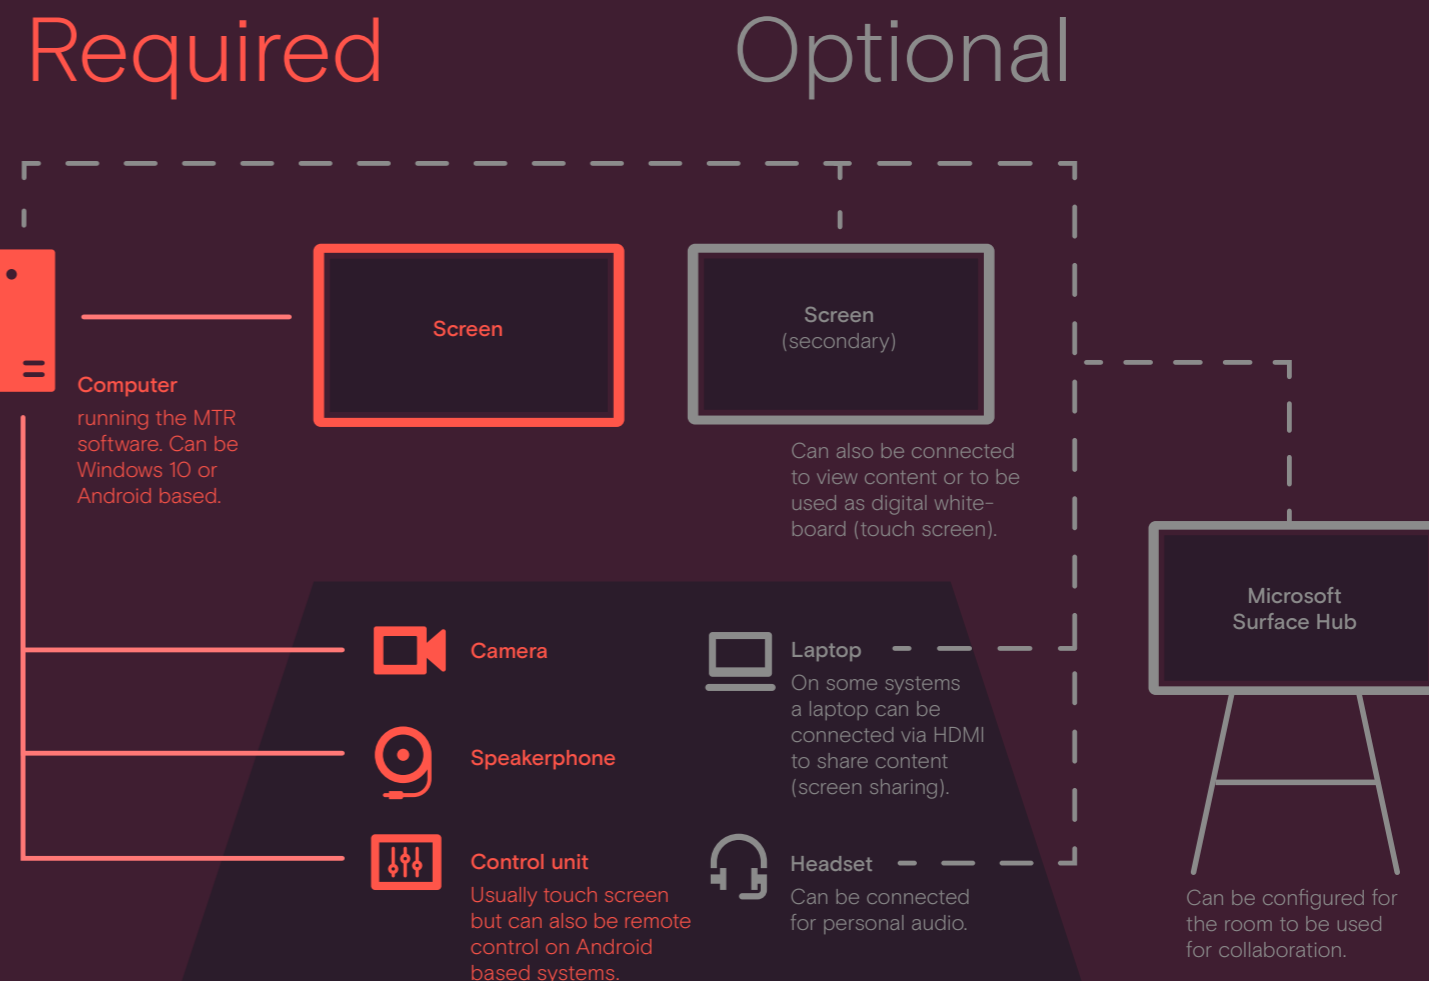 Required
Optional
Screen
Screen
(secondary)
Computer
running the MTR
software. Can be
Windows 10 or
Android based.
Can also be connected
to view content or to be
used as digital white-
board (touch screen).
Microsoft
Surface Hub
Camera
Laptop
On some systems
a laptop can be
connected via HDMI
to share content
(screen sharing).
Speakerphone
Control unit
Usually touch screen
but can also be remote
control on Android
based systems.
Headset
Can be connected
for personal audio.
Can be configured for
the room to be used
for collaboration.